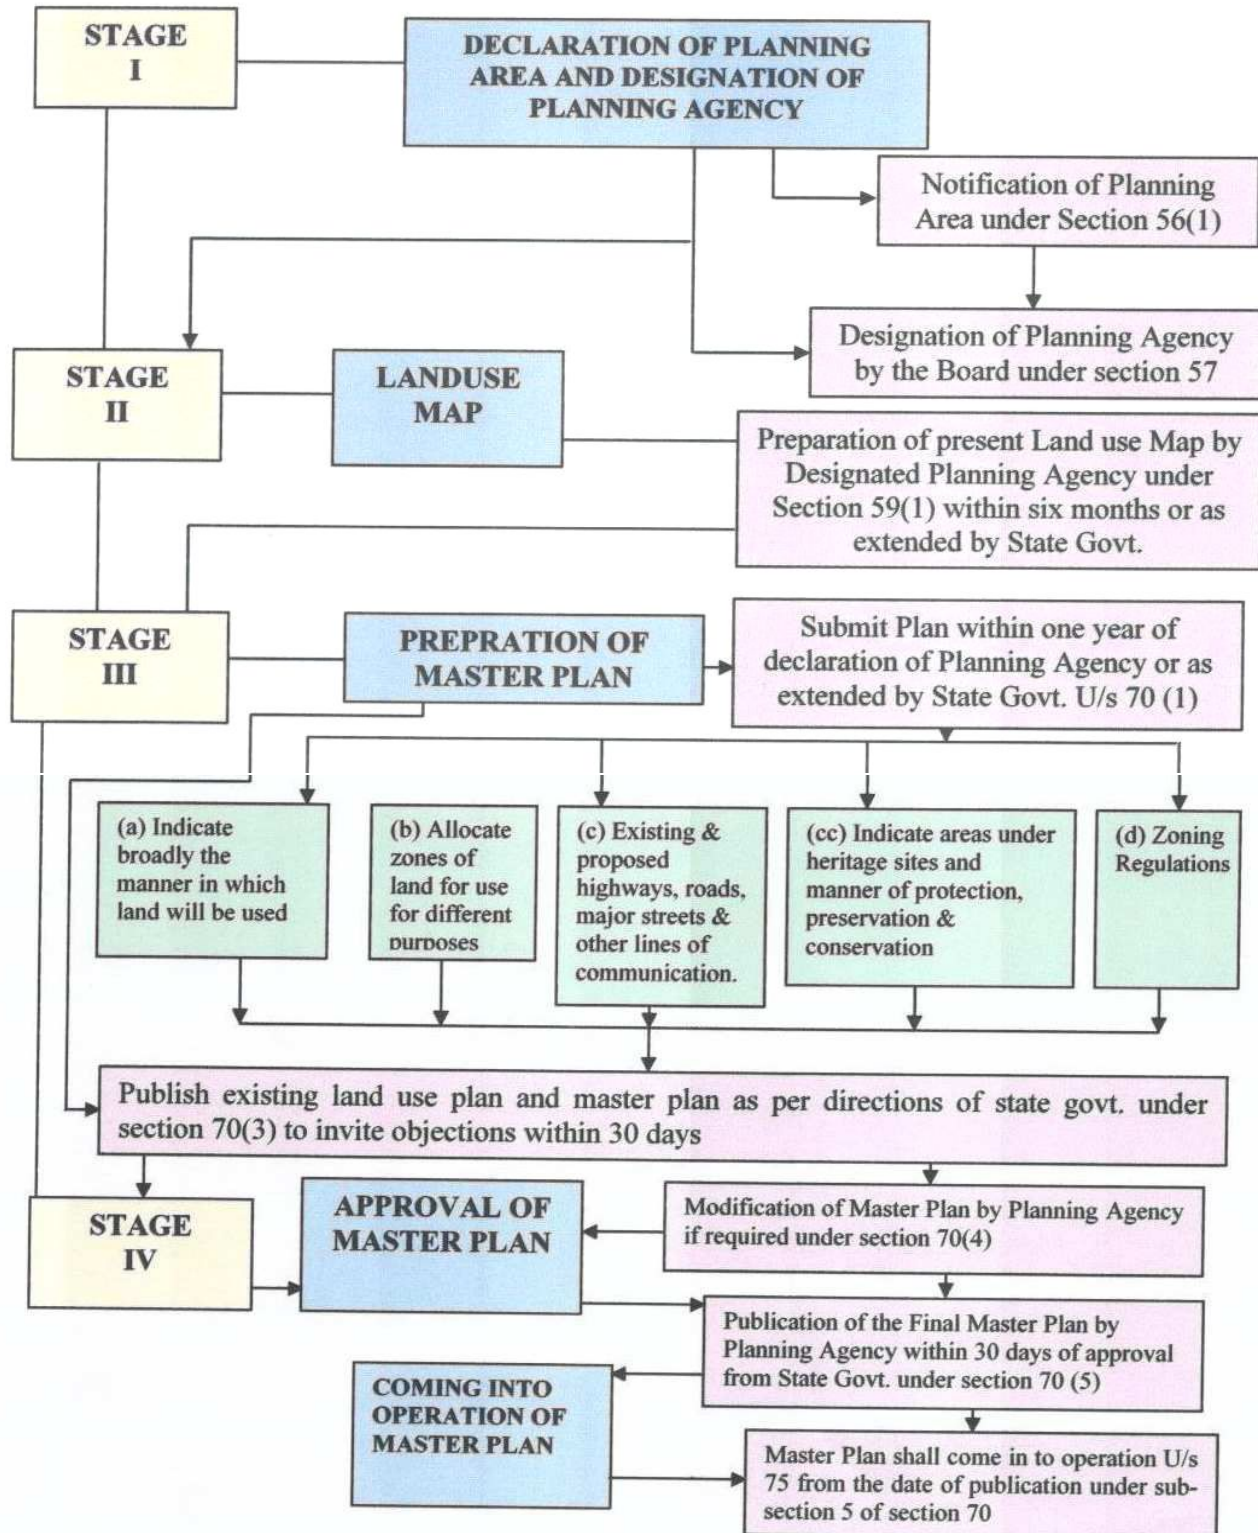 STAGE
I
DECLARATION OF PLANNING
AREA AND DESIGNATION OF
PLANNING AGENCY
Notification of Planning
Area under Section 56(1)
Designation of Planning Agency
by the Board under section 57
STAGE
II
LANDUSE
MAP
Preparation of present Land use Map by
Designated Planning Agency under
Section 59(1) within six months or as
extended by State Govt.
STAGE
III
PREPRATION OF
MASTER PLAN
Submit Plan within one year of
declaration of Planning Agency or as
extended by State Govt. U/s 70 (1)
(a) Indicate
broadly the
manner in which
land will be used
(b) Allocate
zones of
land for use
for different
purposes
(c) Existing &
proposed
highways, roads,
major streets &
other lines of
communication.
(cc) Indicate areas under
heritage sites and
manner of protection,
preservation &
conservation
(d) Zoning
Regulations
Publish existing land use plan and master plan as per directions of state govt. under
section 70(3) to invite objections within 30 days
STAGE
IV
APPROVAL OF
MASTER PLAN
Modification of Master Plan by Planning Agency
if required under section 70(4)
Publication of the Final Master Plan by
Planning Agency within 30 days of approval
from State Govt. under section 70 (5)
COMING INTO
OPERATION OF
MASTER PLAN
Master Plan shall come in to operation U/s
75 from the date of publication under sub-
section 5 of section 70